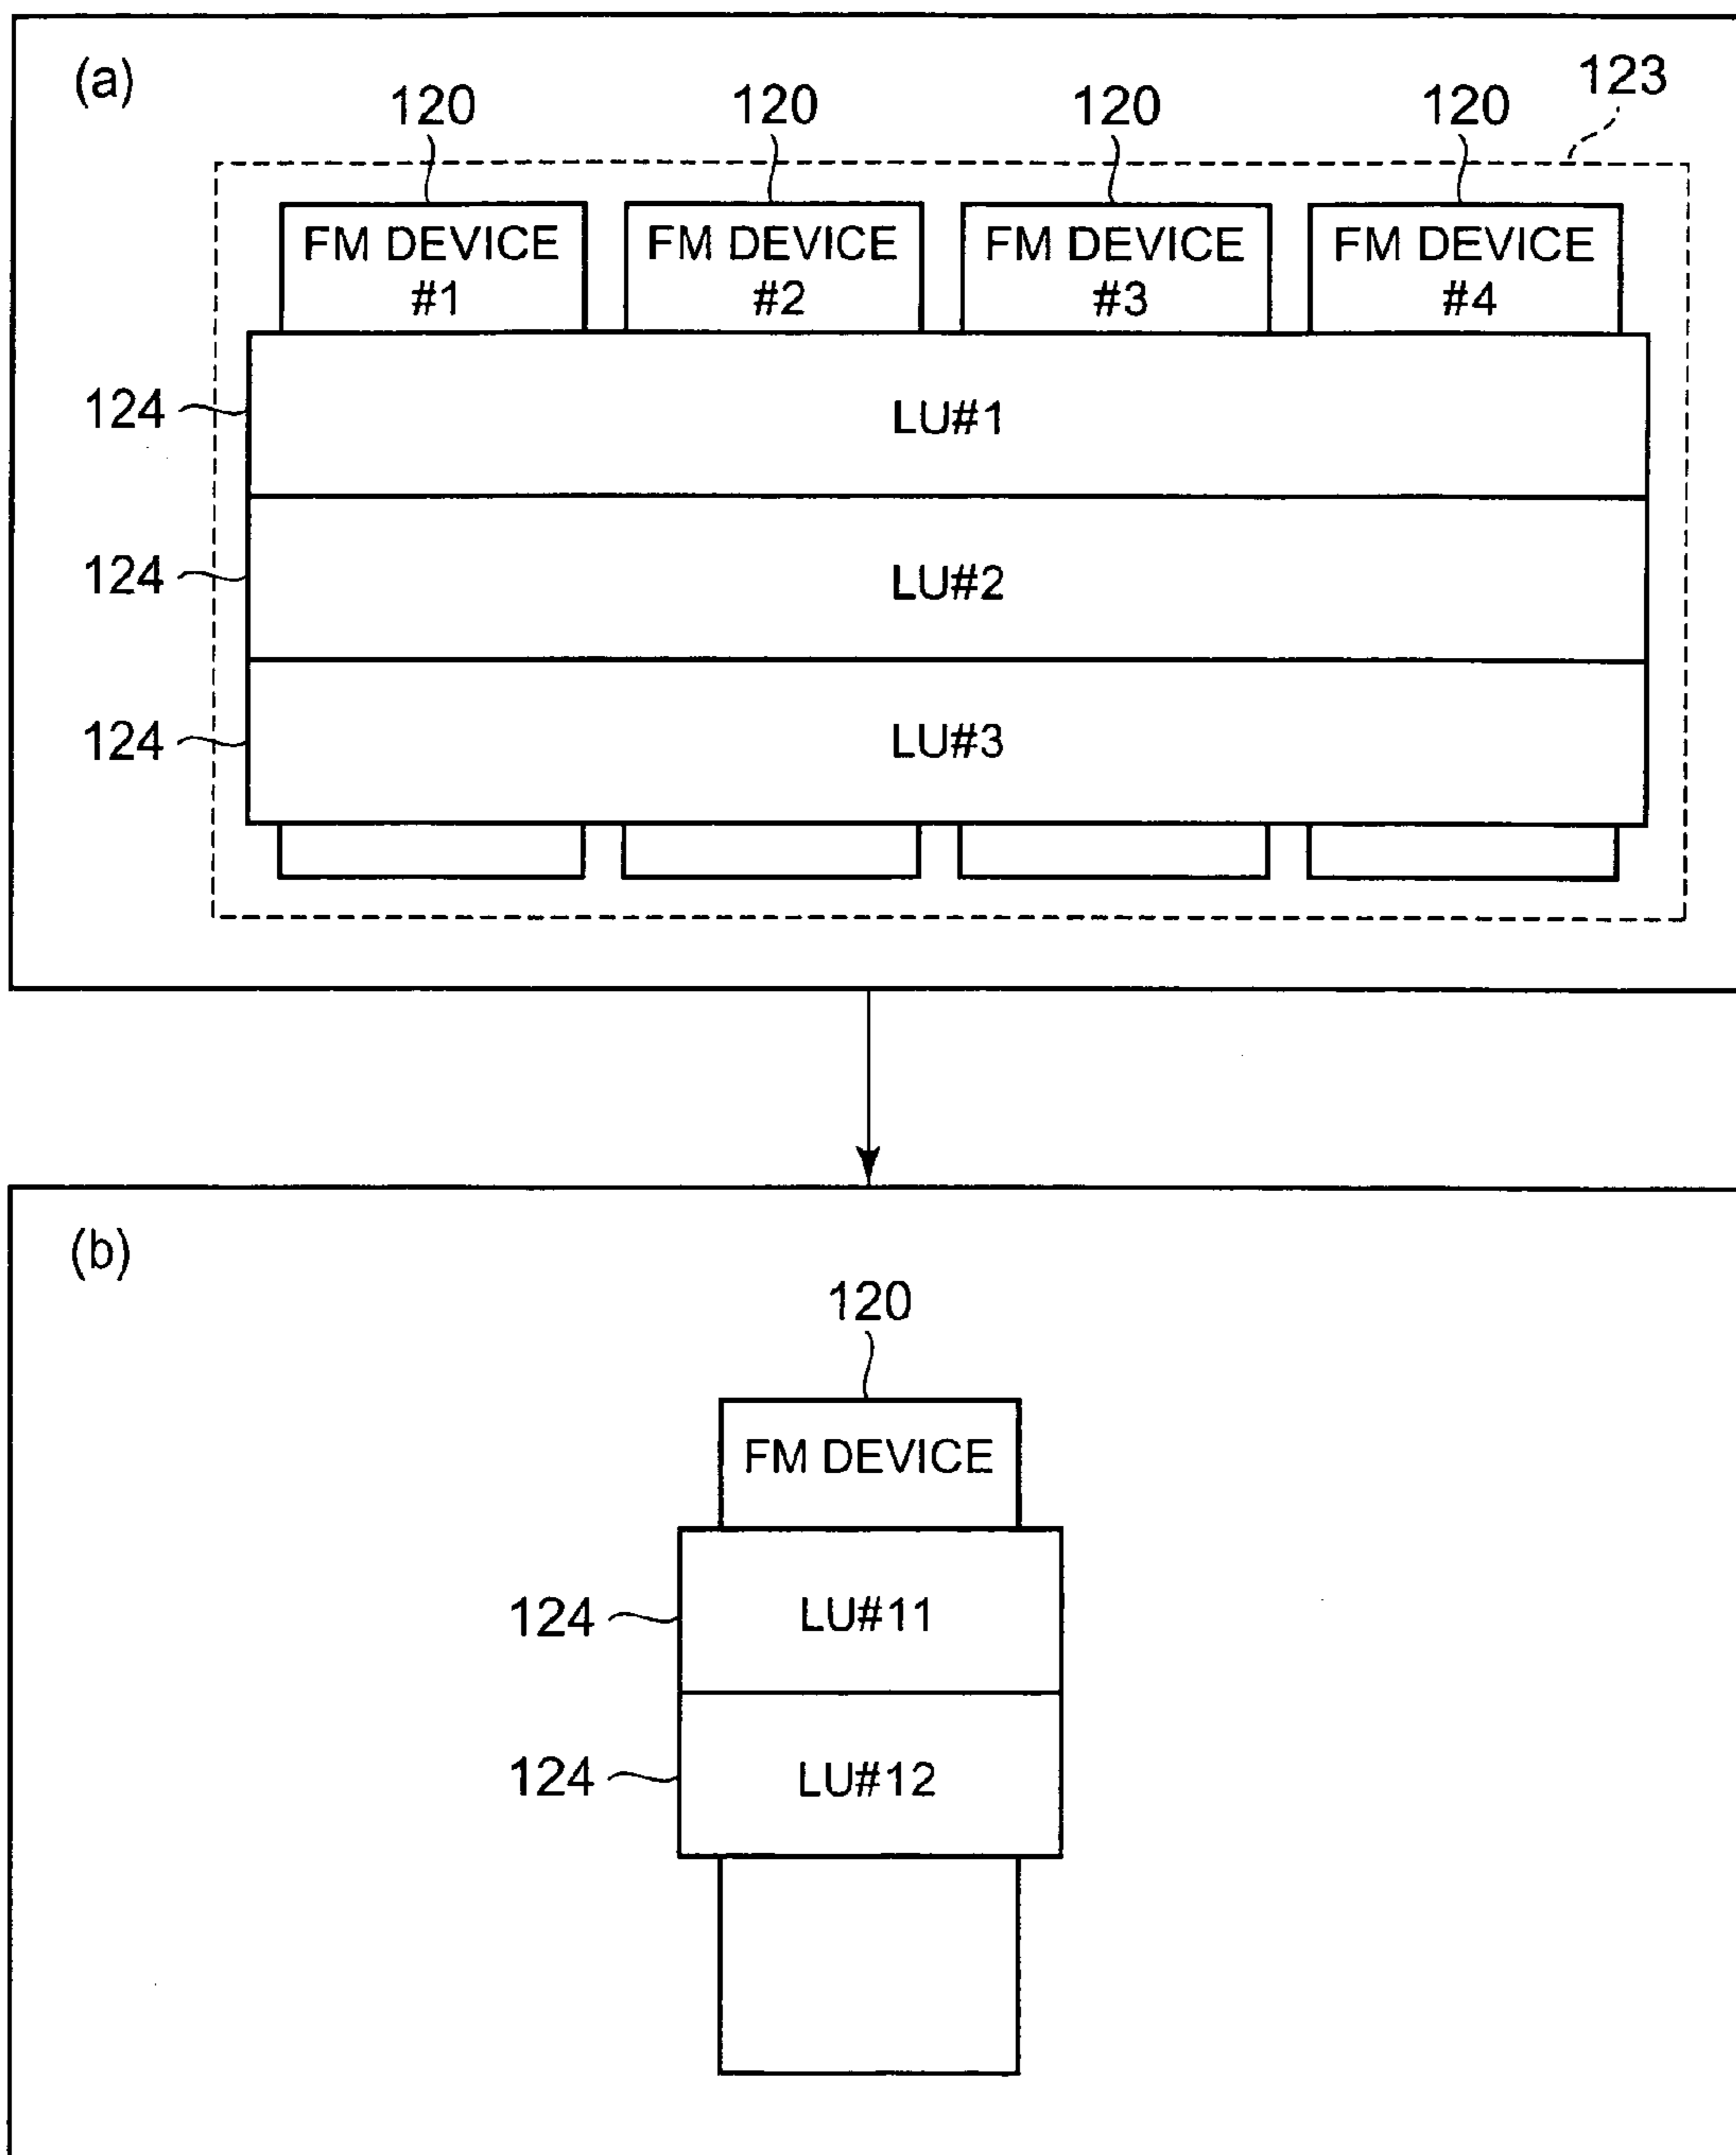 (a)
123
120 120 120 120
FM DEVICE
#1
FM DEVICE
#2
FM DEVICE
#3
FM DEVICE
#4
124 LU#1
124 LU#2
124 LU#3
(b)
120
FM DEVICE
124 LU#11
124 LU#12